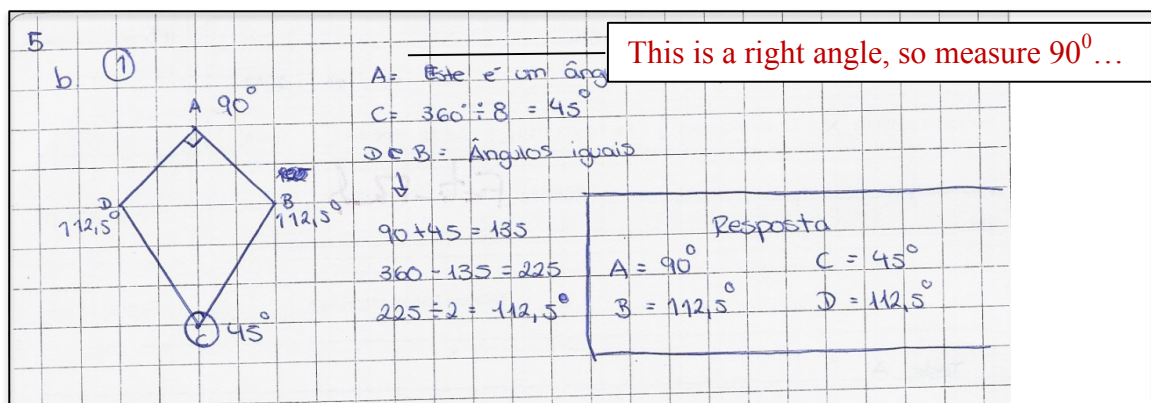 5
b. 1
This is a right angle, so measure 90⁰…
A= Este é um
C= 360° ÷ 8 = 45°
D e B = Ângulos iguais
↓
90+45 = 135
360 - 135 = 225
225 ÷ 2 = 112,5°
A 90°
D
112,5°
B
112,5°
C 45°
Resposta
A = 90° C = 45°
B = 112,5° D = 112,5°